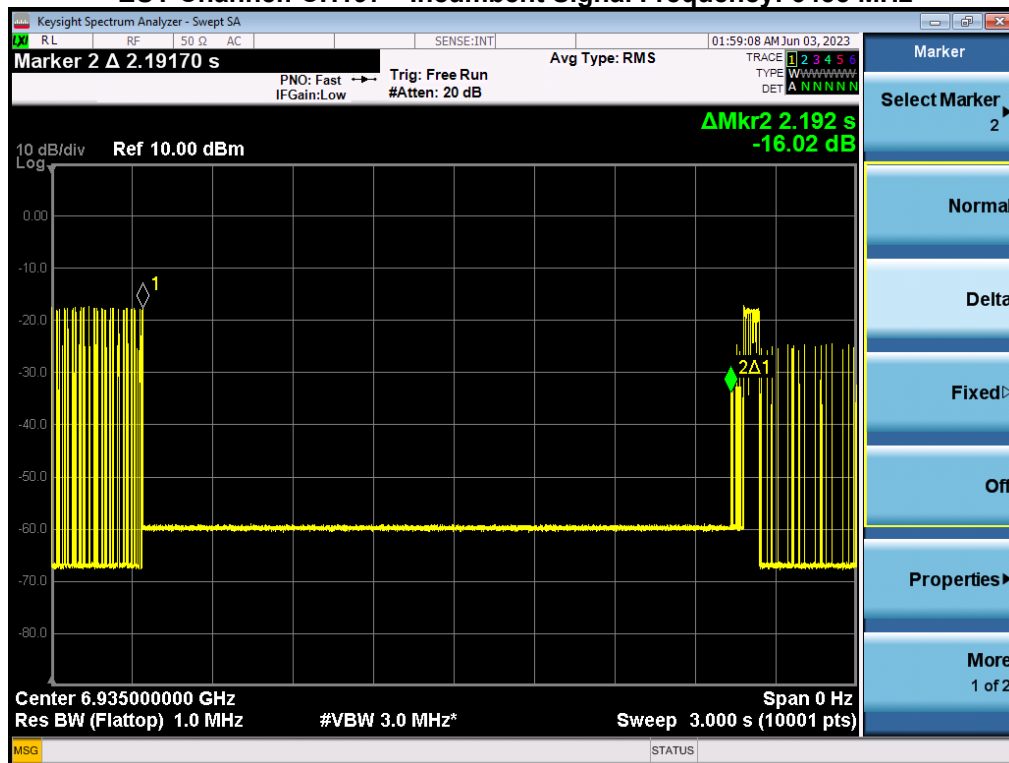 Keysight Spectrum Analyzer - Swept SA
LXI RL RF 50 Ω AC SENSE:INT 01:59:08 AM Jun 03, 2023
Marker 2 Δ 2.19170 s
PNO: Fast
IFGain:Low
Trig: Free Run
#Atten: 20 dB
Avg Type: RMS
TRACE 1 2 3 4 5 6
TYPE W W W W W W
DET A N N N N N
ΔMkr2 2.192 s
-16.02 dB
10 dB/div Ref 10.00 dBm
Log
0.00
-10.0
-20.0
-30.0
-40.0
-50.0
-60.0
-70.0
-80.0
1
2Δ1
Center 6.935000000 GHz Span 0 Hz
Res BW (Flattop) 1.0 MHz #VBW 3.0 MHz* Sweep 3.000 s (10001 pts)
MSG STATUS
Marker
Select Marker
2
Normal
Delta
Fixed
Off
Properties
More
1 of 2